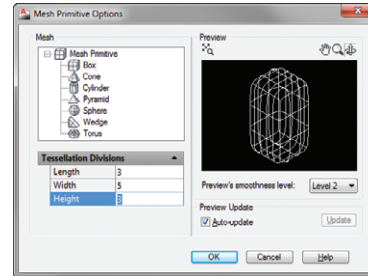 Mesh Primitive Options
Mesh
Mesh Primitive
Box
Cone
Cylinder
Pyramid
Sphere
Wedge
Torus
Tessellation Divisions
Length 3
Width 5
Height 3
Preview
Preview's smoothness level: Level 2
Preview Update
Auto-update
Update
OK
Cancel
Help